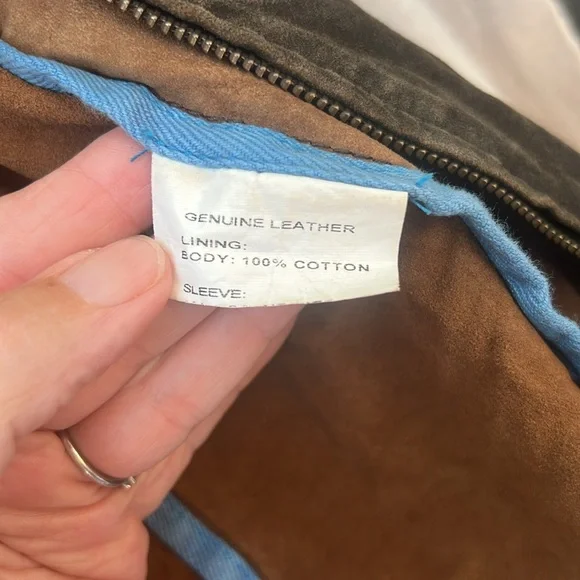 GENUINE LEATHER
LINING:
BODY: 100% COTTON
SLEEVE: